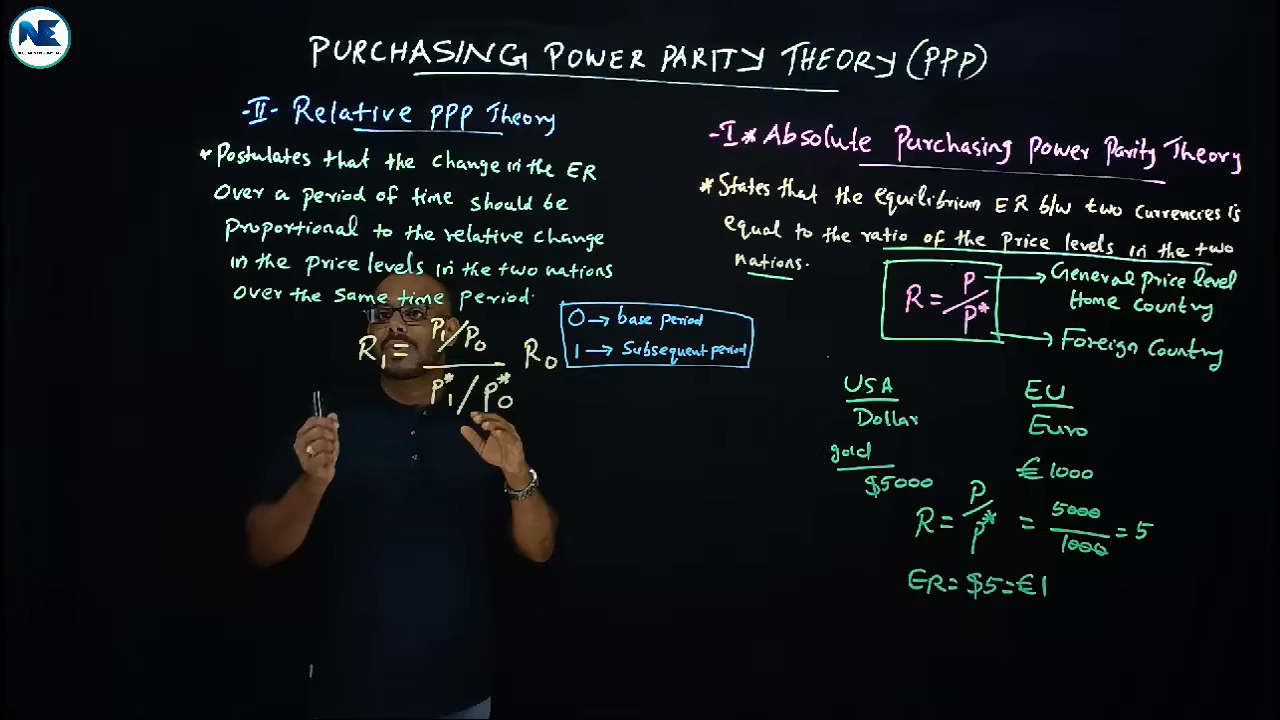 NE
PURCHASING POWER PARITY THEORY (PPP)
-II- Relative PPP Theory
* Postulates that the change in the ER
Over a period of time should be
Proportional to the relative change
in the price levels in the two nations
Over the Same time period.
R₁ = (P₁/P₀) / (P₁*/P₀*) R₀
0 → base period
1 → Subsequent period
-I * Absolute Purchasing Power Parity Theory
* States that the equilibrium ER b/w two currencies is
equal to the ratio of the price levels in the two
nations.
R = P/P*
→ General price level
Home country
→ Foreign Country
USA EU
Dollar Euro
gold
$5000 €1000
R = P/P* = 5000/1000 = 5
ER = $5 = €1